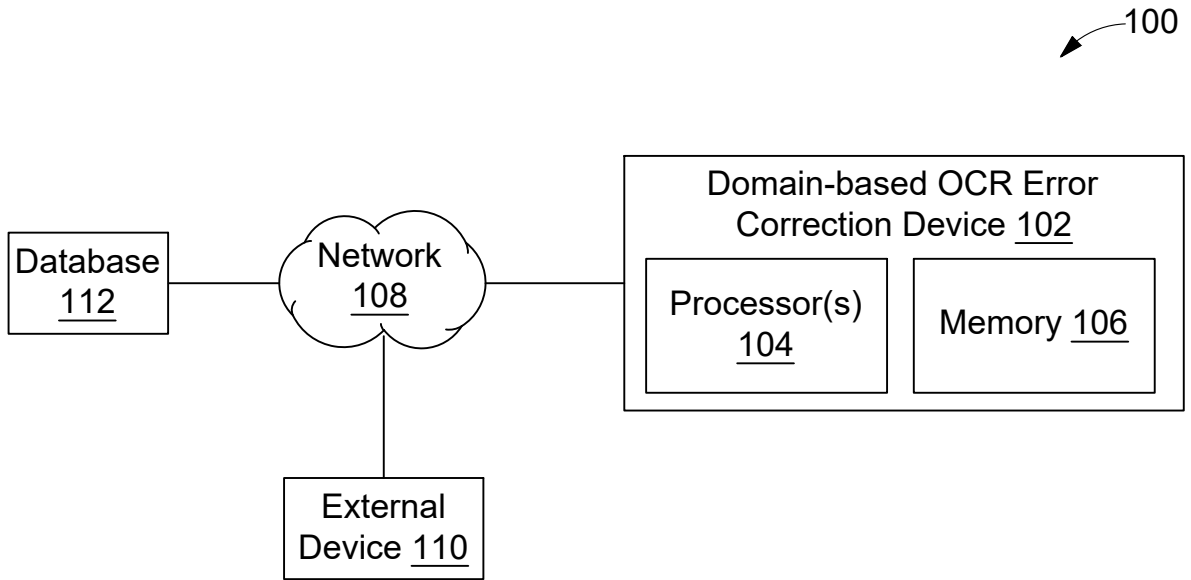 100
Domain-based OCR Error
Correction Device 102
Database
112
Network
108
Processor(s)
104
Memory 106
External
Device 110